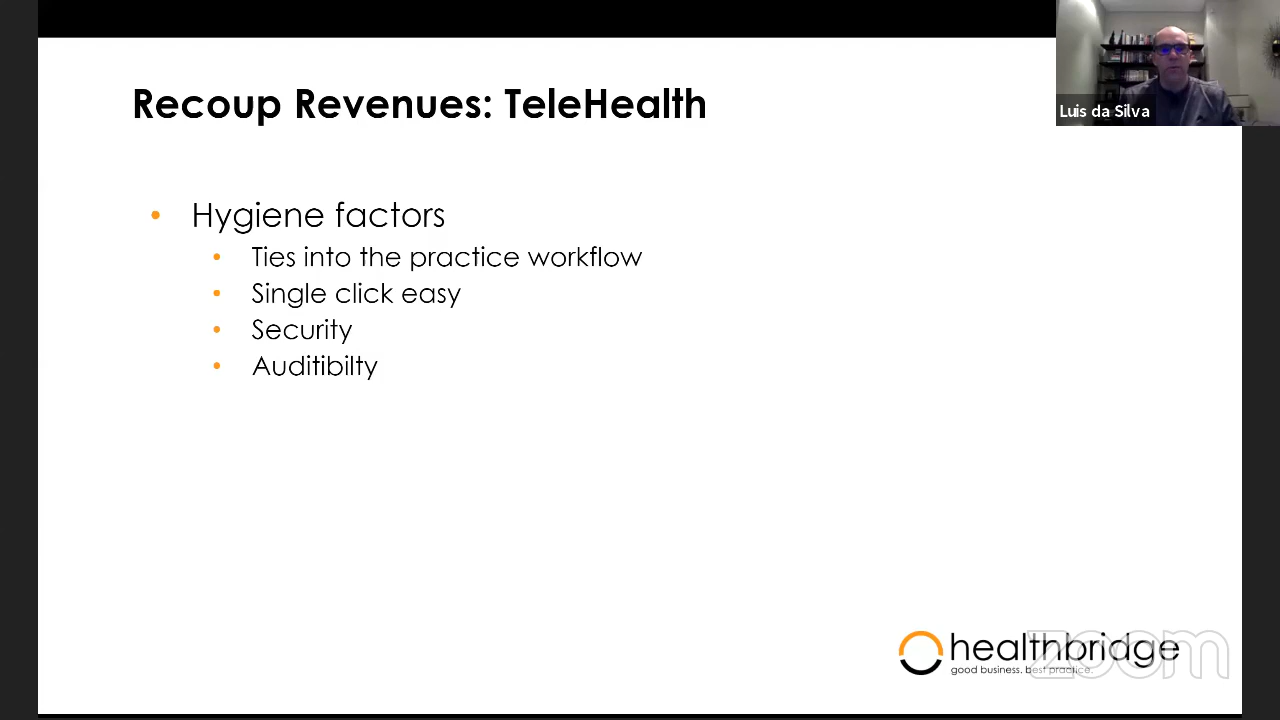 Recoup Revenues: TeleHealth
Luis da Silva
• Hygiene factors
• Ties into the practice workflow
• Single click easy
• Security
• Auditibilty
healthbridge
good business. best practice.
zoom